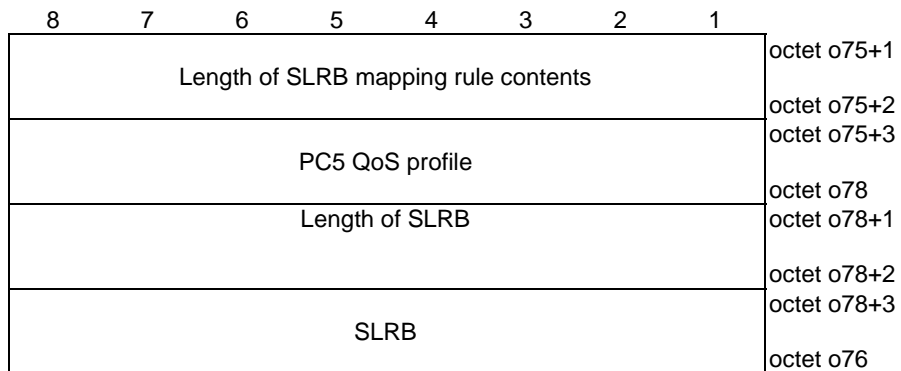 8 7 6 5 4 3 2 1
Length of SLRB mapping rule contents
octet o75+1
octet o75+2
PC5 QoS profile
octet o75+3
octet o78
Length of SLRB
octet o78+1
octet o78+2
SLRB
octet o78+3
octet o76